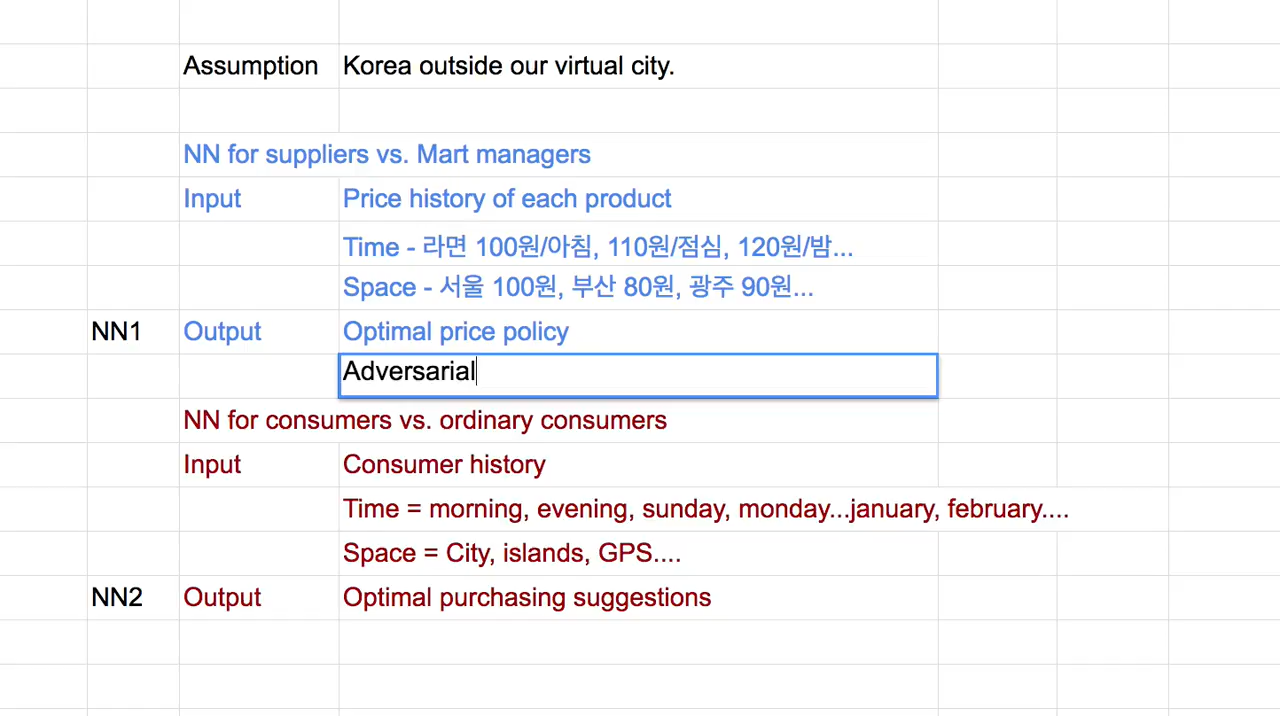 Assumption Korea outside our virtual city.
NN for suppliers vs. Mart managers
Input Price history of each product
Time - 라면 100원/아침, 110원/점심, 120원/밤...
Space - 서울 100원, 부산 80원, 광주 90원...
NN1 Output Optimal price policy
Adversarial
NN for consumers vs. ordinary consumers
Input Consumer history
Time = morning, evening, sunday, monday...january, february....
Space = City, islands, GPS....
NN2 Output Optimal purchasing suggestions